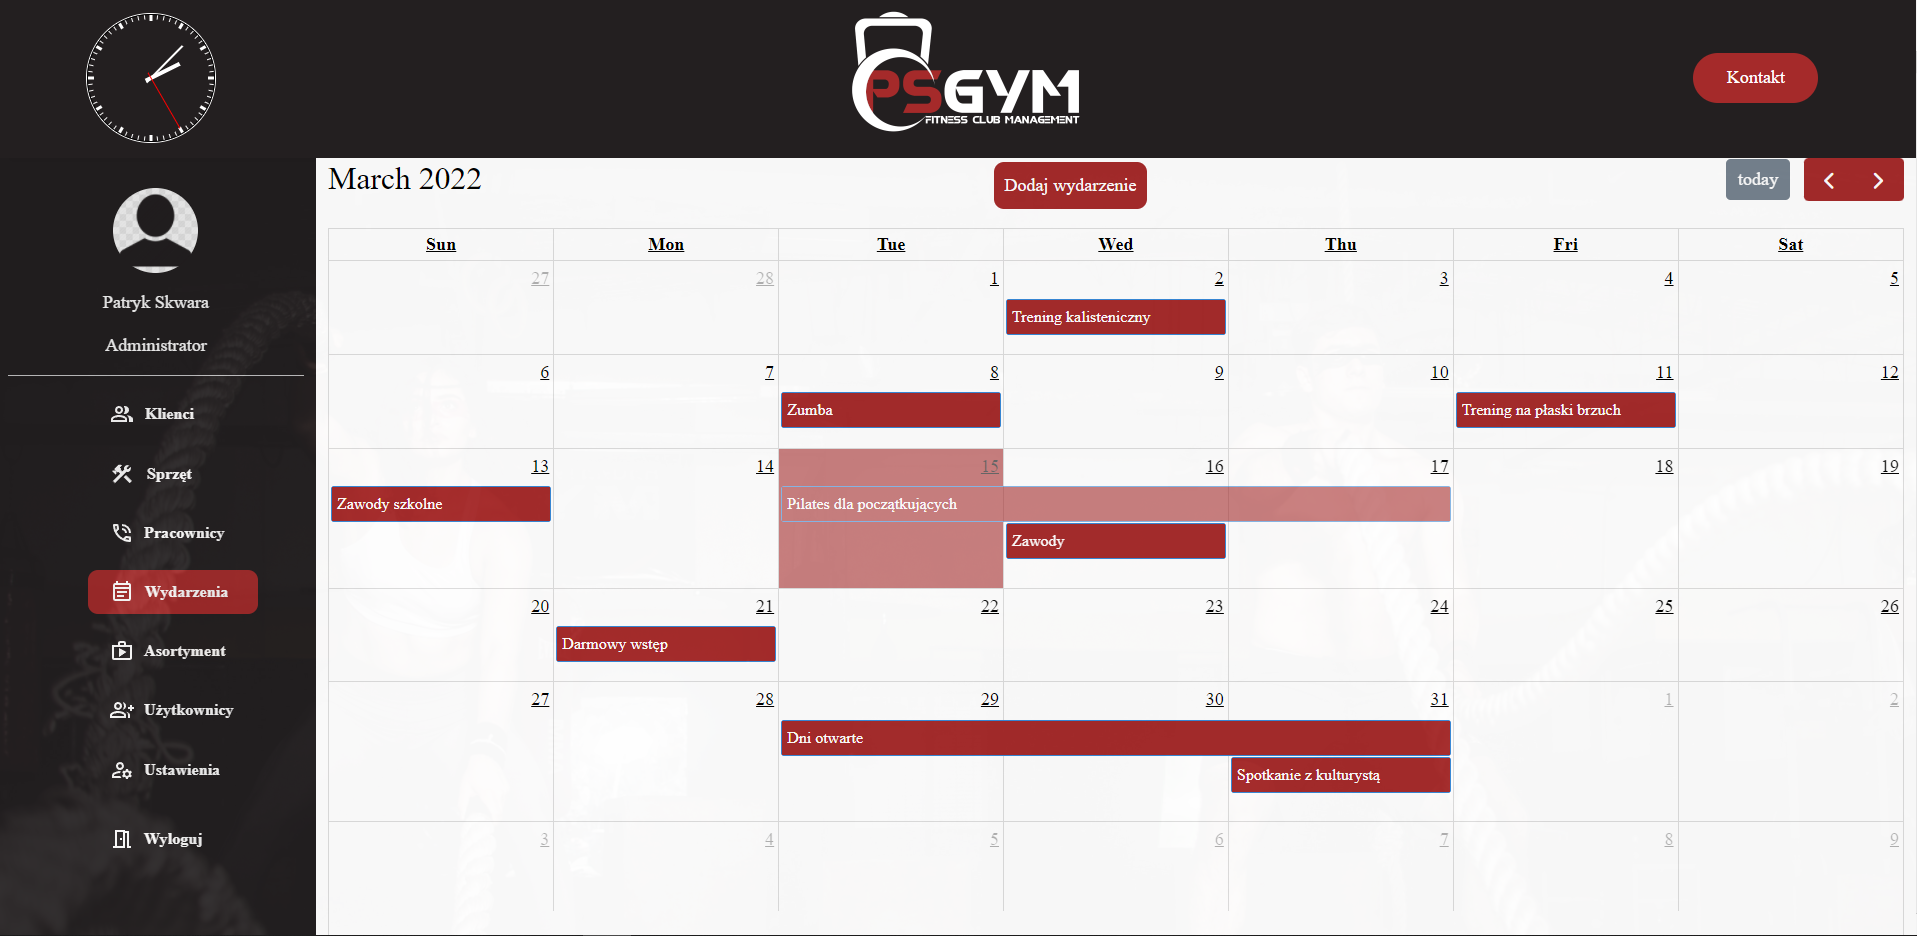 PSGYM
FITNESS CLUB MANAGEMENT
Kontakt
Patryk Skwara
Administrator
Klienci
Sprzęt
Pracownicy
Wydarzenia
Asortyment
Użytkownicy
Ustawienia
Wyloguj
March 2022
Dodaj wydarzenie
today
Sun Mon Tue Wed Thu Fri Sat
27 28 1 2 3 4 5
Trening kalisteniczny
6 7 8 9 10 11 12
Zumba Trening na płaski brzuch
13 14 15 16 17 18 19
Zawody szkolne Pilates dla początkujących
Zawody
20 21 22 23 24 25 26
Darmowy wstęp
27 28 29 30 31 1 2
Dni otwarte
Spotkanie z kulturystą
3 4 5 6 7 8 9